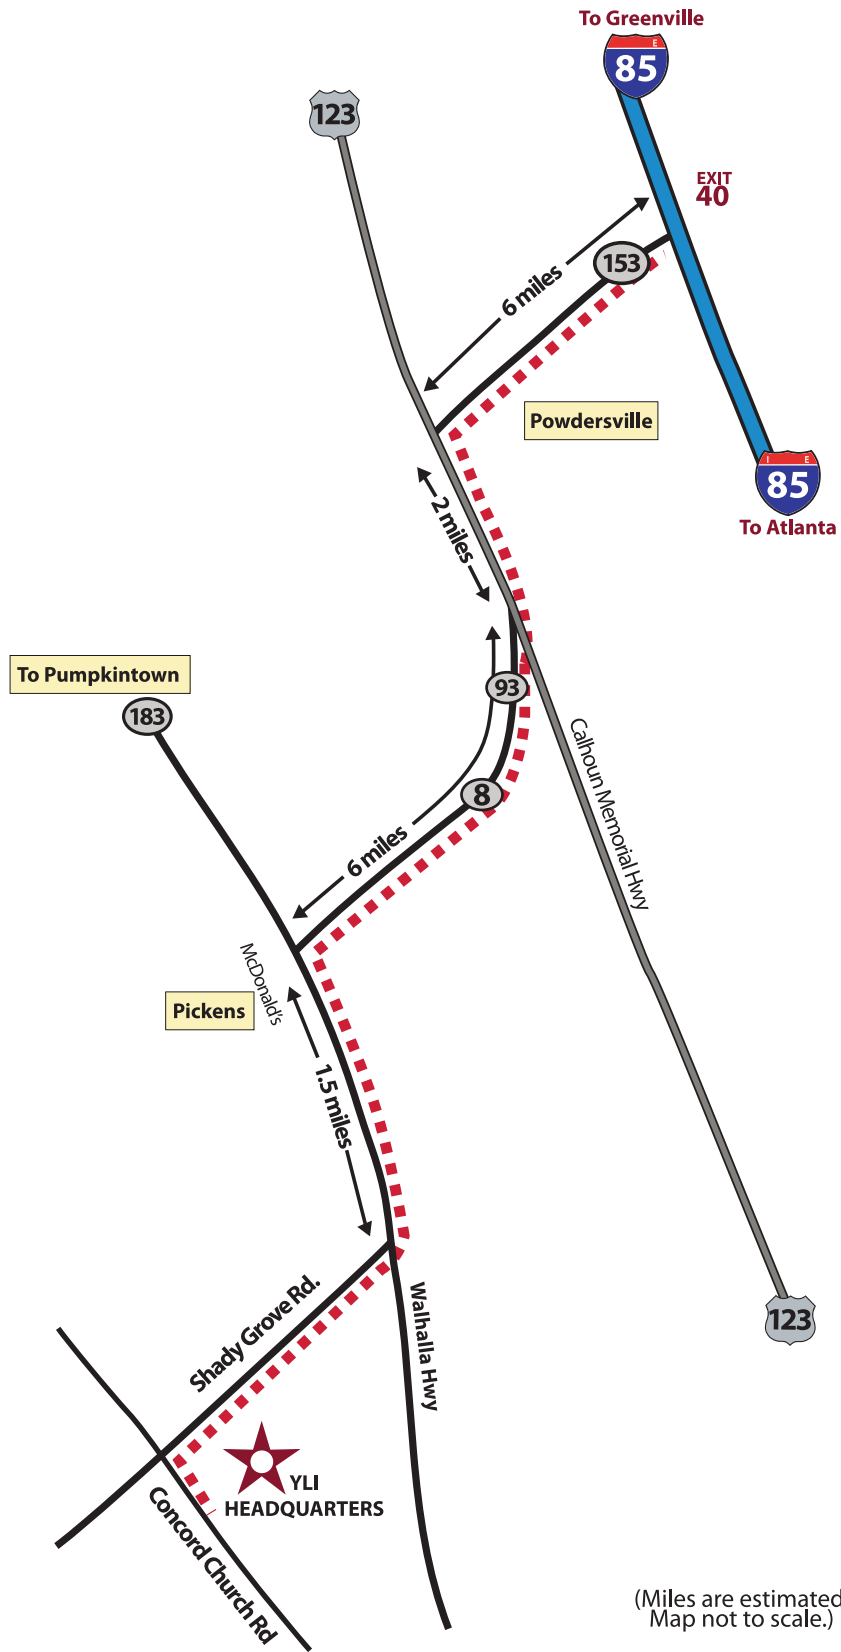 To Greenville
E
85
123
EXIT
40
153
6 miles
Powdersville
I E
85
To Atlanta
2 miles
To Pumpkintown
183
93
Calhoun Memorial Hwy
8
6 miles
McDonald's
Pickens
1.5 miles
Shady Grove Rd.
Walhalla Hwy
123
YLI
HEADQUARTERS
Concord Church Rd
(Miles are estimated
Map not to scale.)